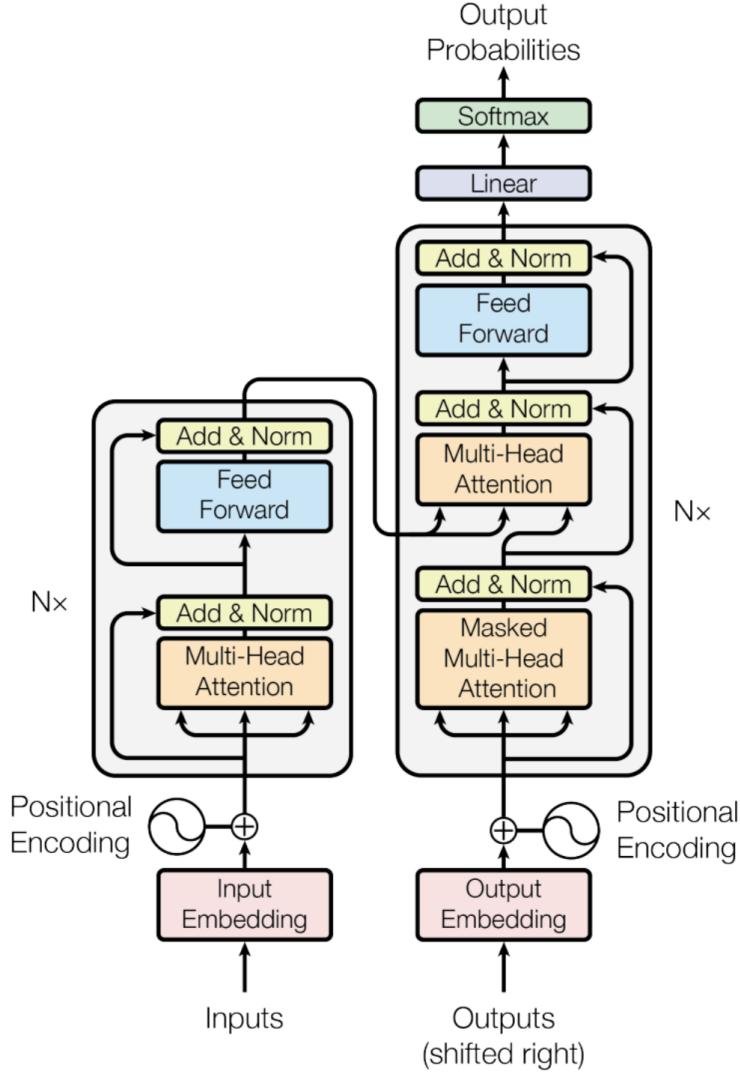 Output
Probabilities
Softmax
Linear
Add & Norm
Feed
Forward
Add & Norm
Multi-Head
Attention
Add & Norm
Masked
Multi-Head
Attention
Nx
Add & Norm
Feed
Forward
Add & Norm
Multi-Head
Attention
Nx
Positional
Encoding
Input
Embedding
Inputs
Positional
Encoding
Output
Embedding
Outputs
(shifted right)